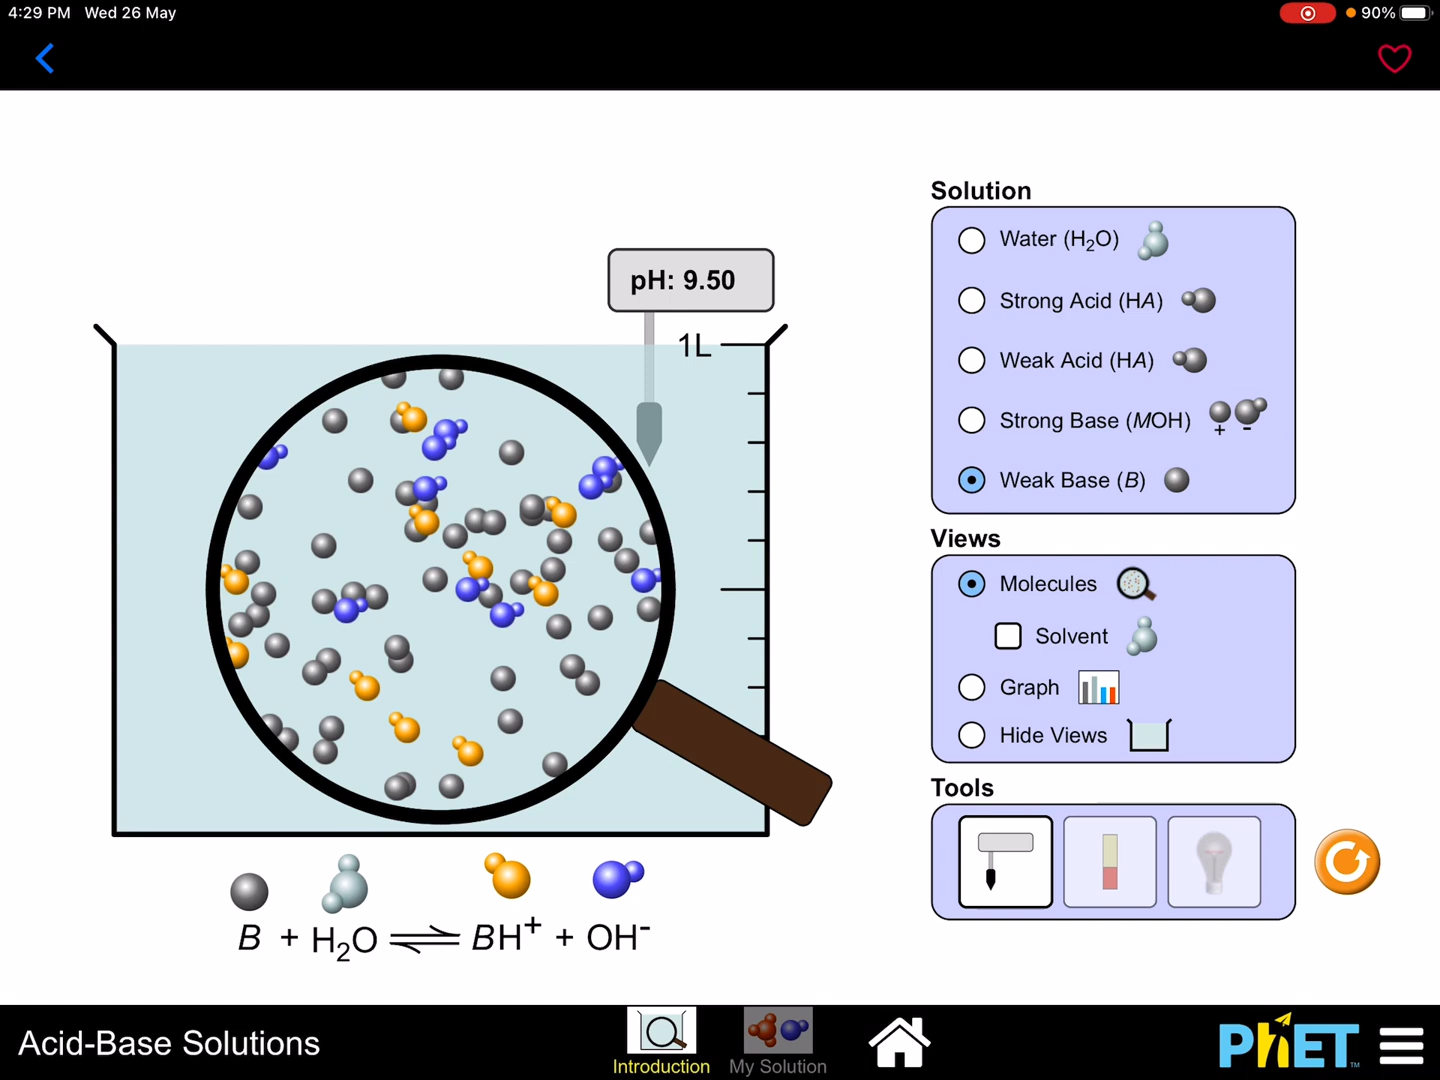 4:29 PM Wed 26 May
90%
pH: 9.50
1L
Solution
Water (H₂O)
Strong Acid (HA)
Weak Acid (HA)
Strong Base (MOH)
+ -
Weak Base (B)
Views
Molecules
Solvent
Graph
Hide Views
Tools
B + H₂O ⇌ BH⁺ + OH⁻
Acid-Base Solutions
Introduction
My Solution
PhET™